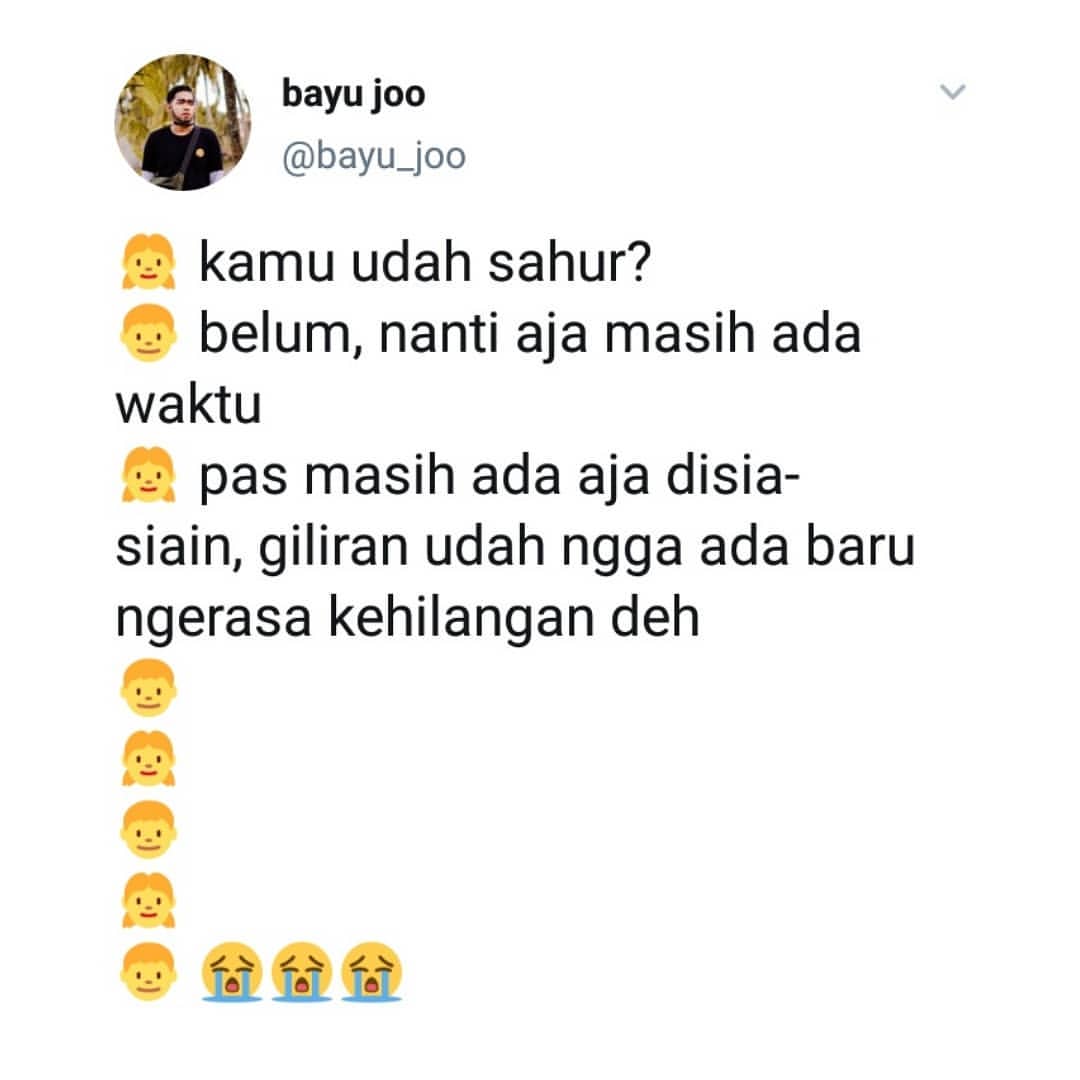 bayu joo
@bayu_joo
👧 kamu udah sahur?
👦 belum, nanti aja masih ada
waktu
👧 pas masih ada aja disia-
siain, giliran udah ngga ada baru
ngerasa kehilangan deh
👦
👧
👦
👧
👦 😭😭😭